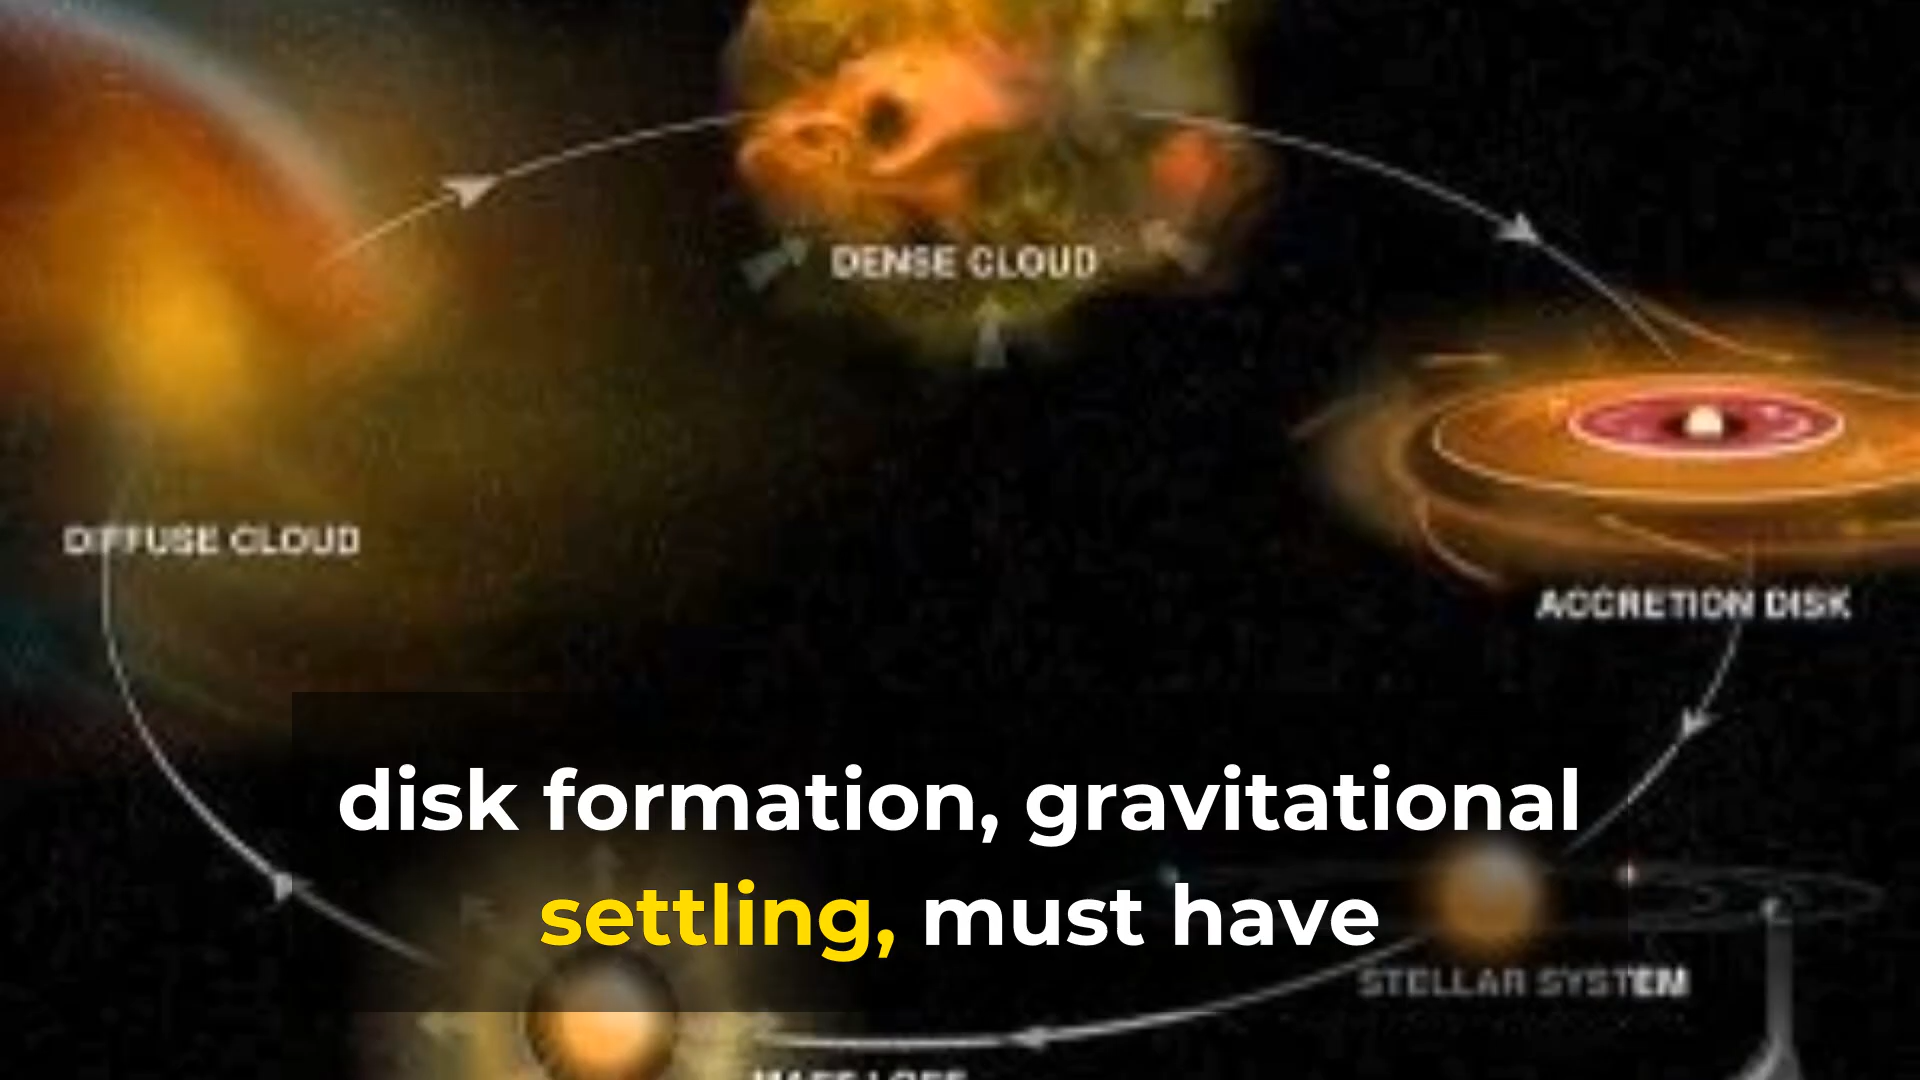 DENSE CLOUD
DIFFUSE CLOUD
ACCRETION DISK
disk formation, gravitational
settling, must have
STELLAR SYSTEM